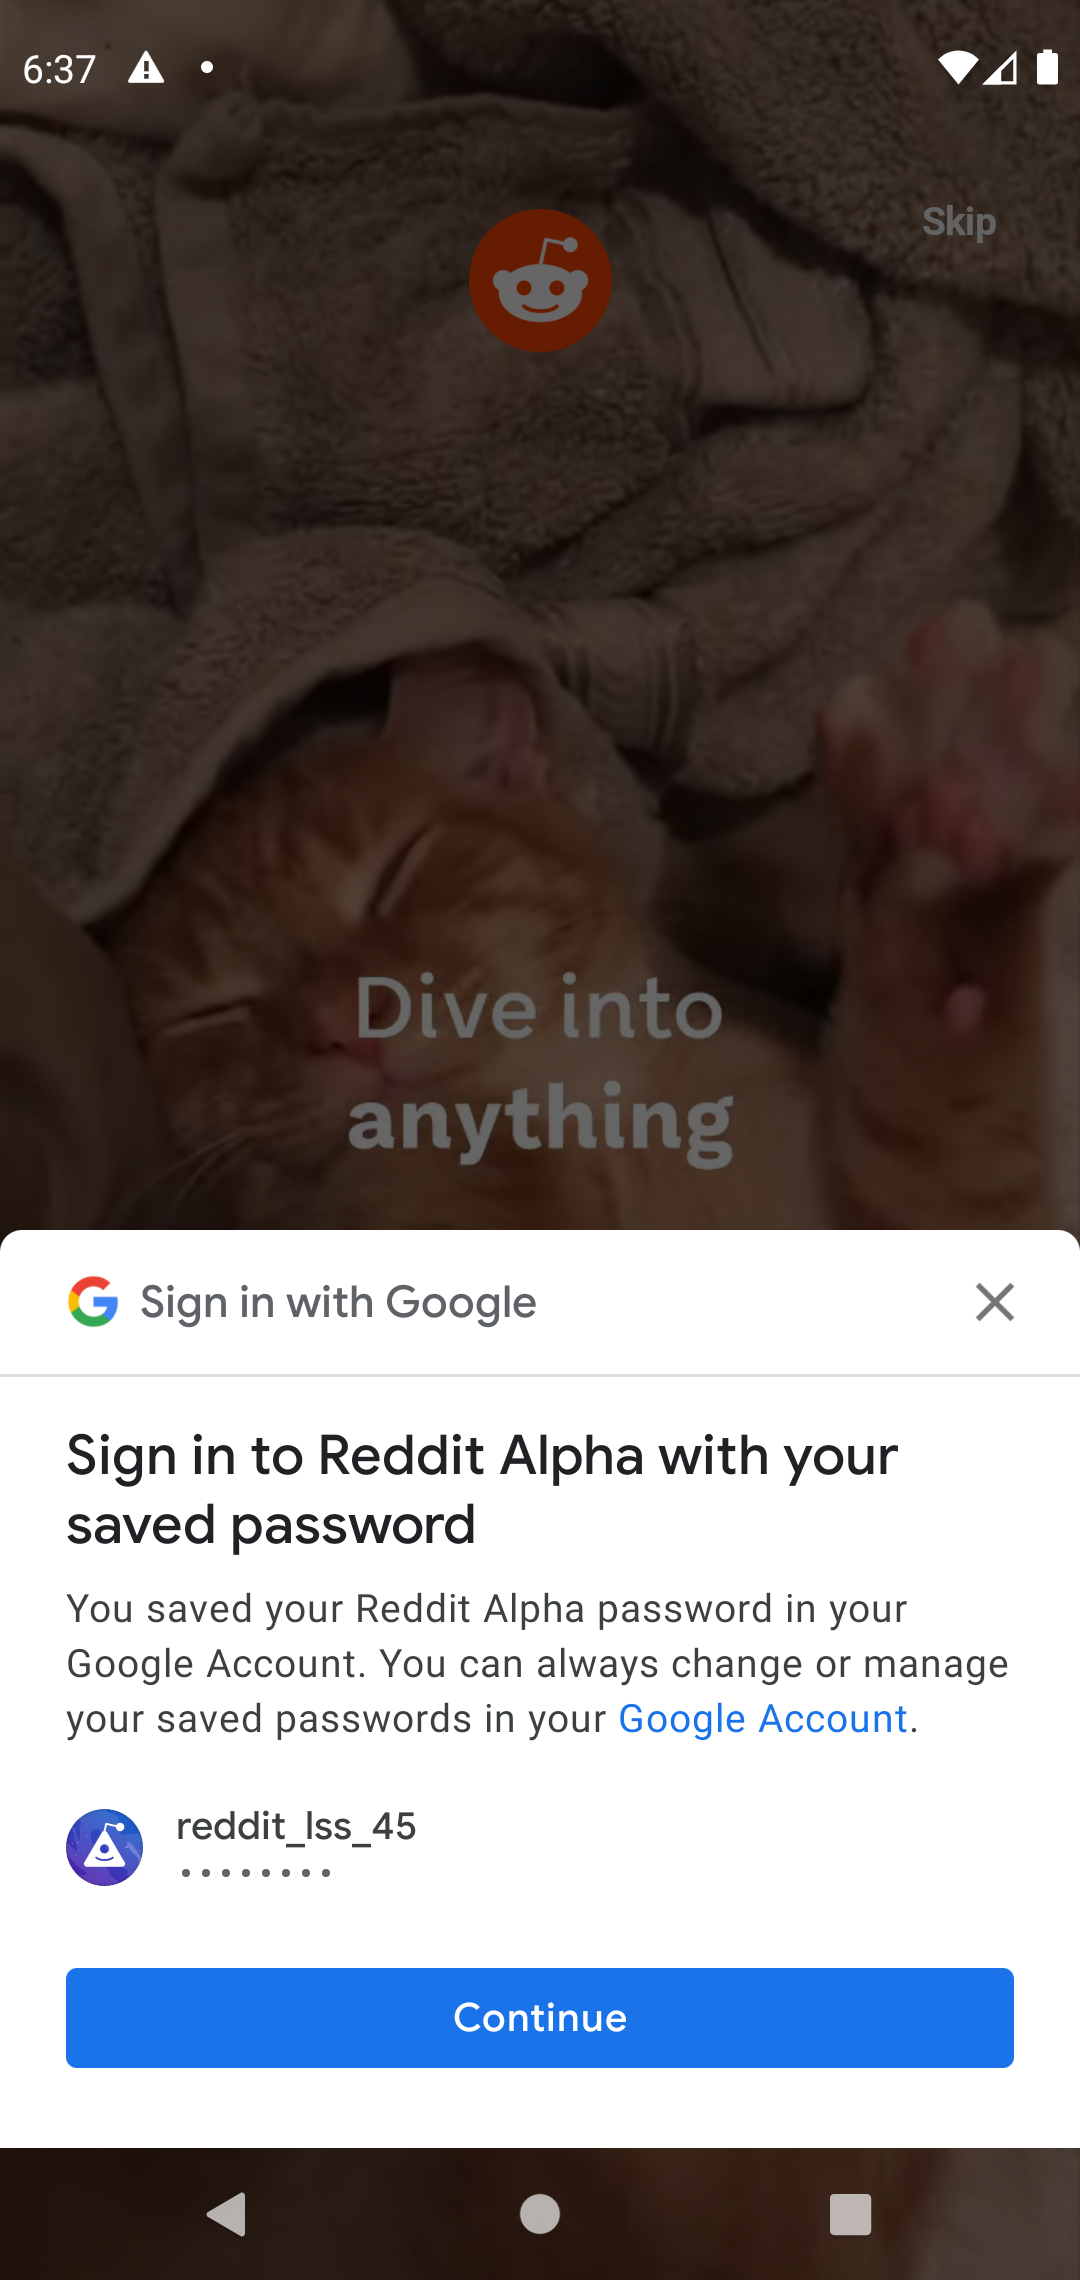 6:37
Skip
Dive into
anything
Sign in with Google
Sign in to Reddit Alpha with your
saved password
You saved your Reddit Alpha password in your
Google Account. You can always change or manage
your saved passwords in your Google Account.
reddit_lss_45
••••••••
Continue